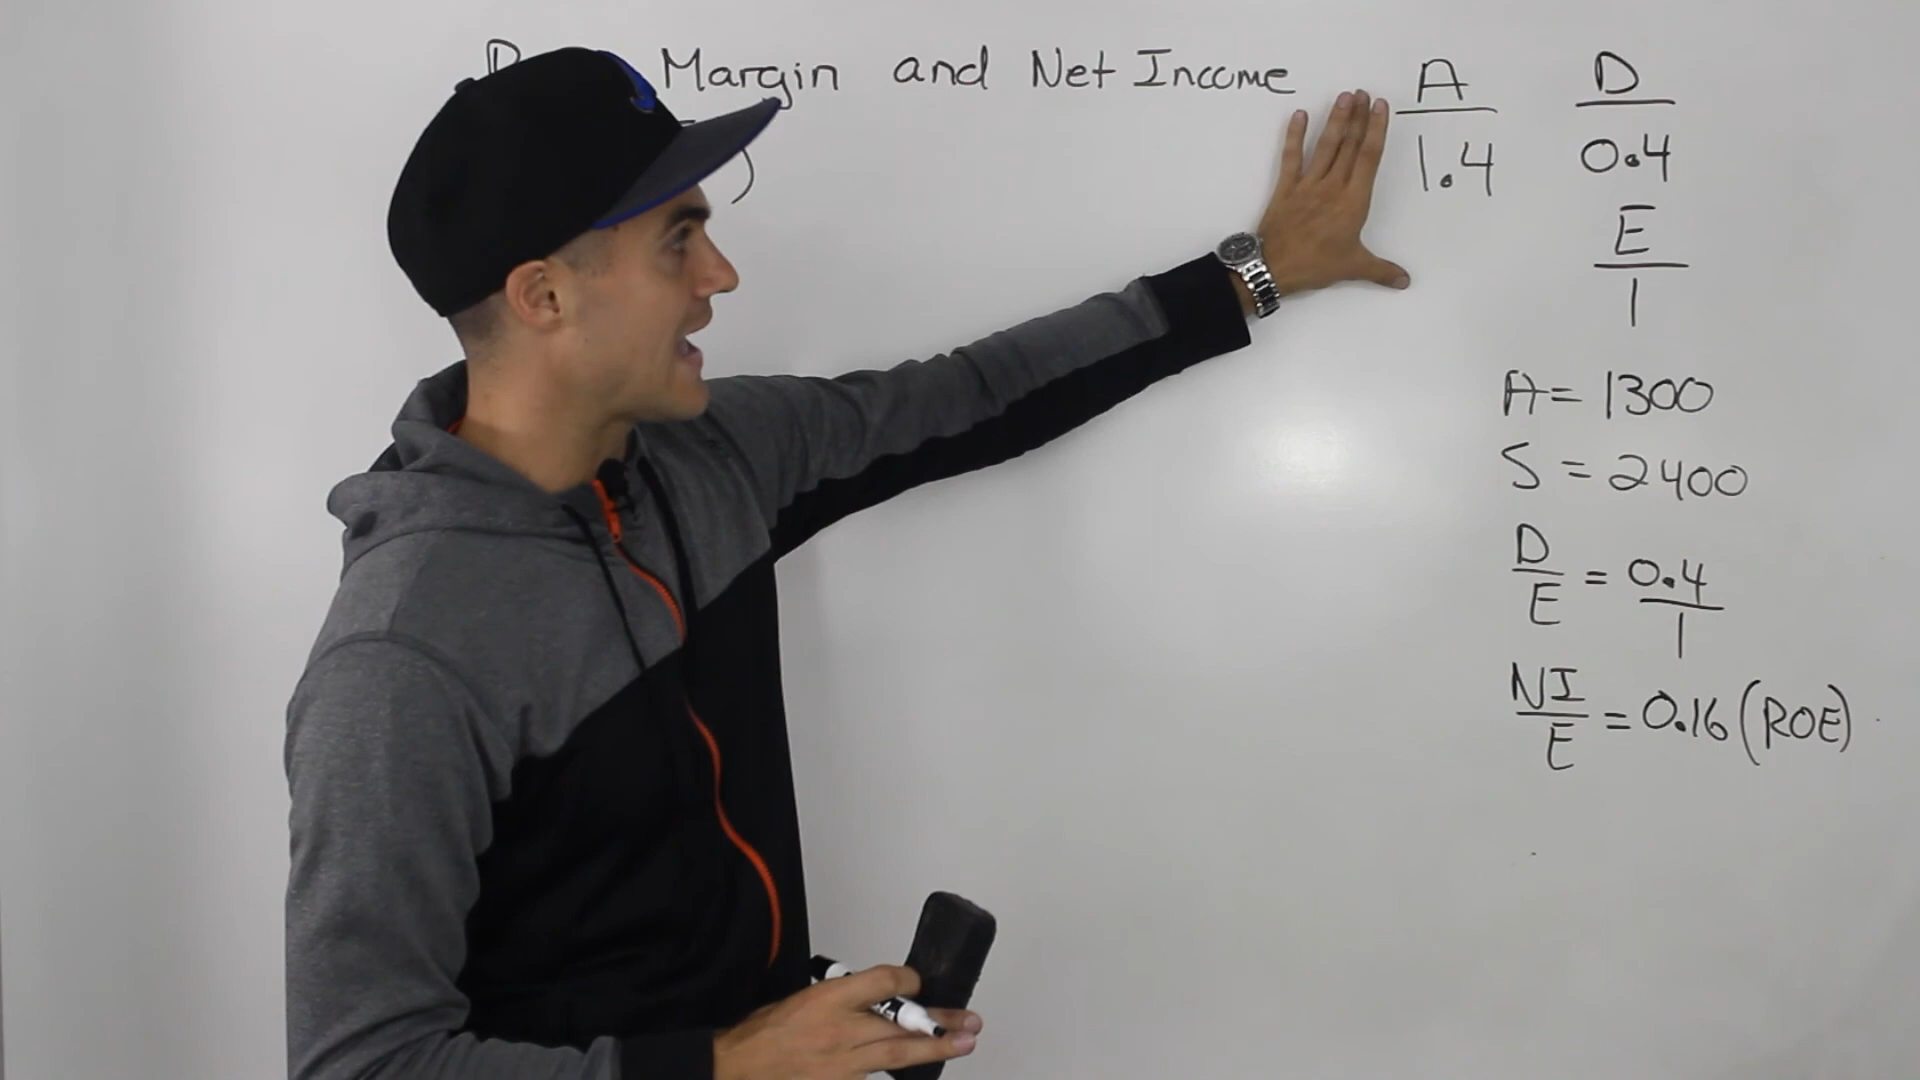 Margin and Net Income
)
A
1.4
D
0.4
E
1
A = 1300
S = 2400
D
E
=
0.4
1
NI
E
= 0.16 (ROE)